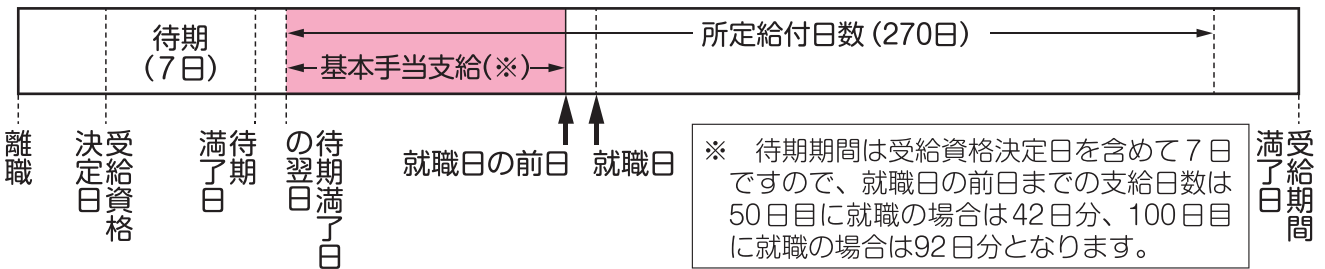 待期
(7日)
所定給付日数(270日)
基本手当支給(※)
離職
受給資格
決定日
待期
満了日
待期満了日
の翌日
就職日の前日
就職日
※ 待期期間は受給資格決定日を含めて7日
ですので、就職日の前日までの支給日数は
50日目に就職の場合は42日分、100日目
に就職の場合は92日分となります。
受給期間
満了日